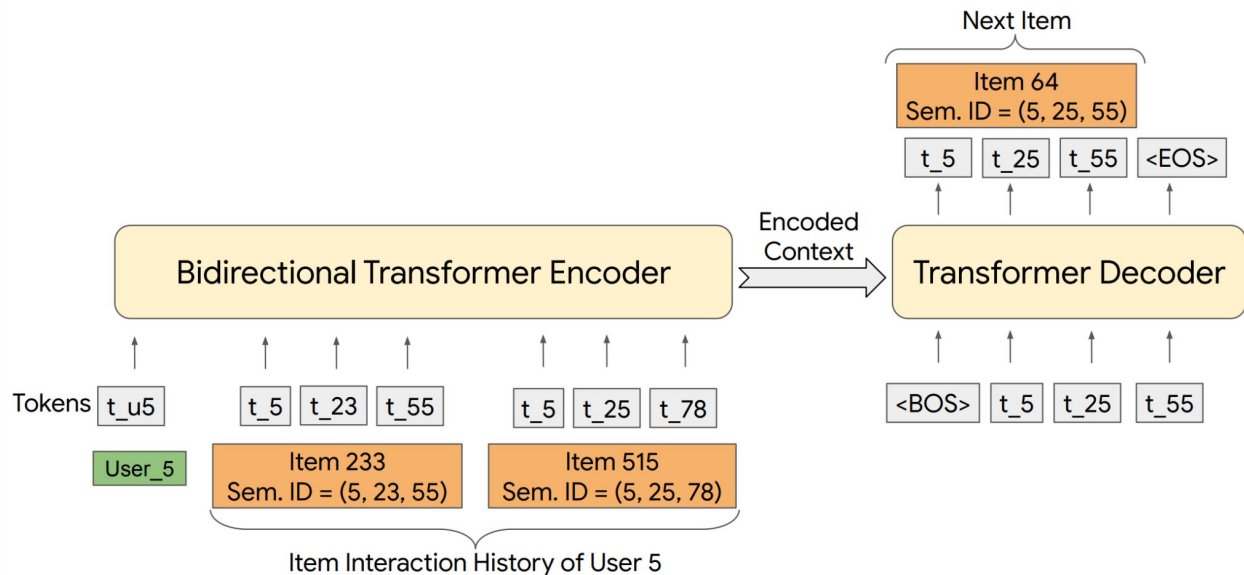 Next Item
Item 64
Sem. ID = (5, 25, 55)
t_5 t_25 t_55 <EOS>
Bidirectional Transformer Encoder
Encoded
Context
Transformer Decoder
Tokens t_u5 t_5 t_23 t_55 t_5 t_25 t_78
<BOS> t_5 t_25 t_55
User_5
Item 233
Sem. ID = (5, 23, 55)
Item 515
Sem. ID = (5, 25, 78)
Item Interaction History of User 5